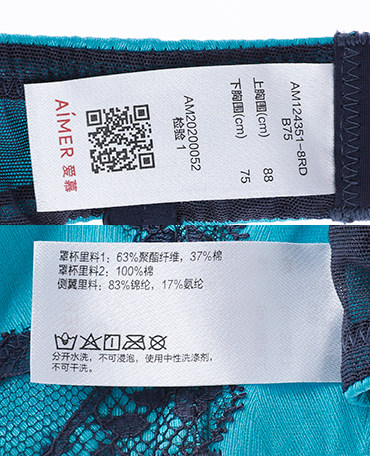 AM124351-8RD
B75
上胸围(cm) 88
下胸围(cm) 75
AM20200052
检验 1
AIMER 爱慕
罩杯里料1：63%聚酯纤维，37%棉
罩杯里料2：100%棉
侧翼里料：83%锦纶，17%氨纶
分开水洗，不可浸泡，使用中性洗涤剂，
不可干洗。